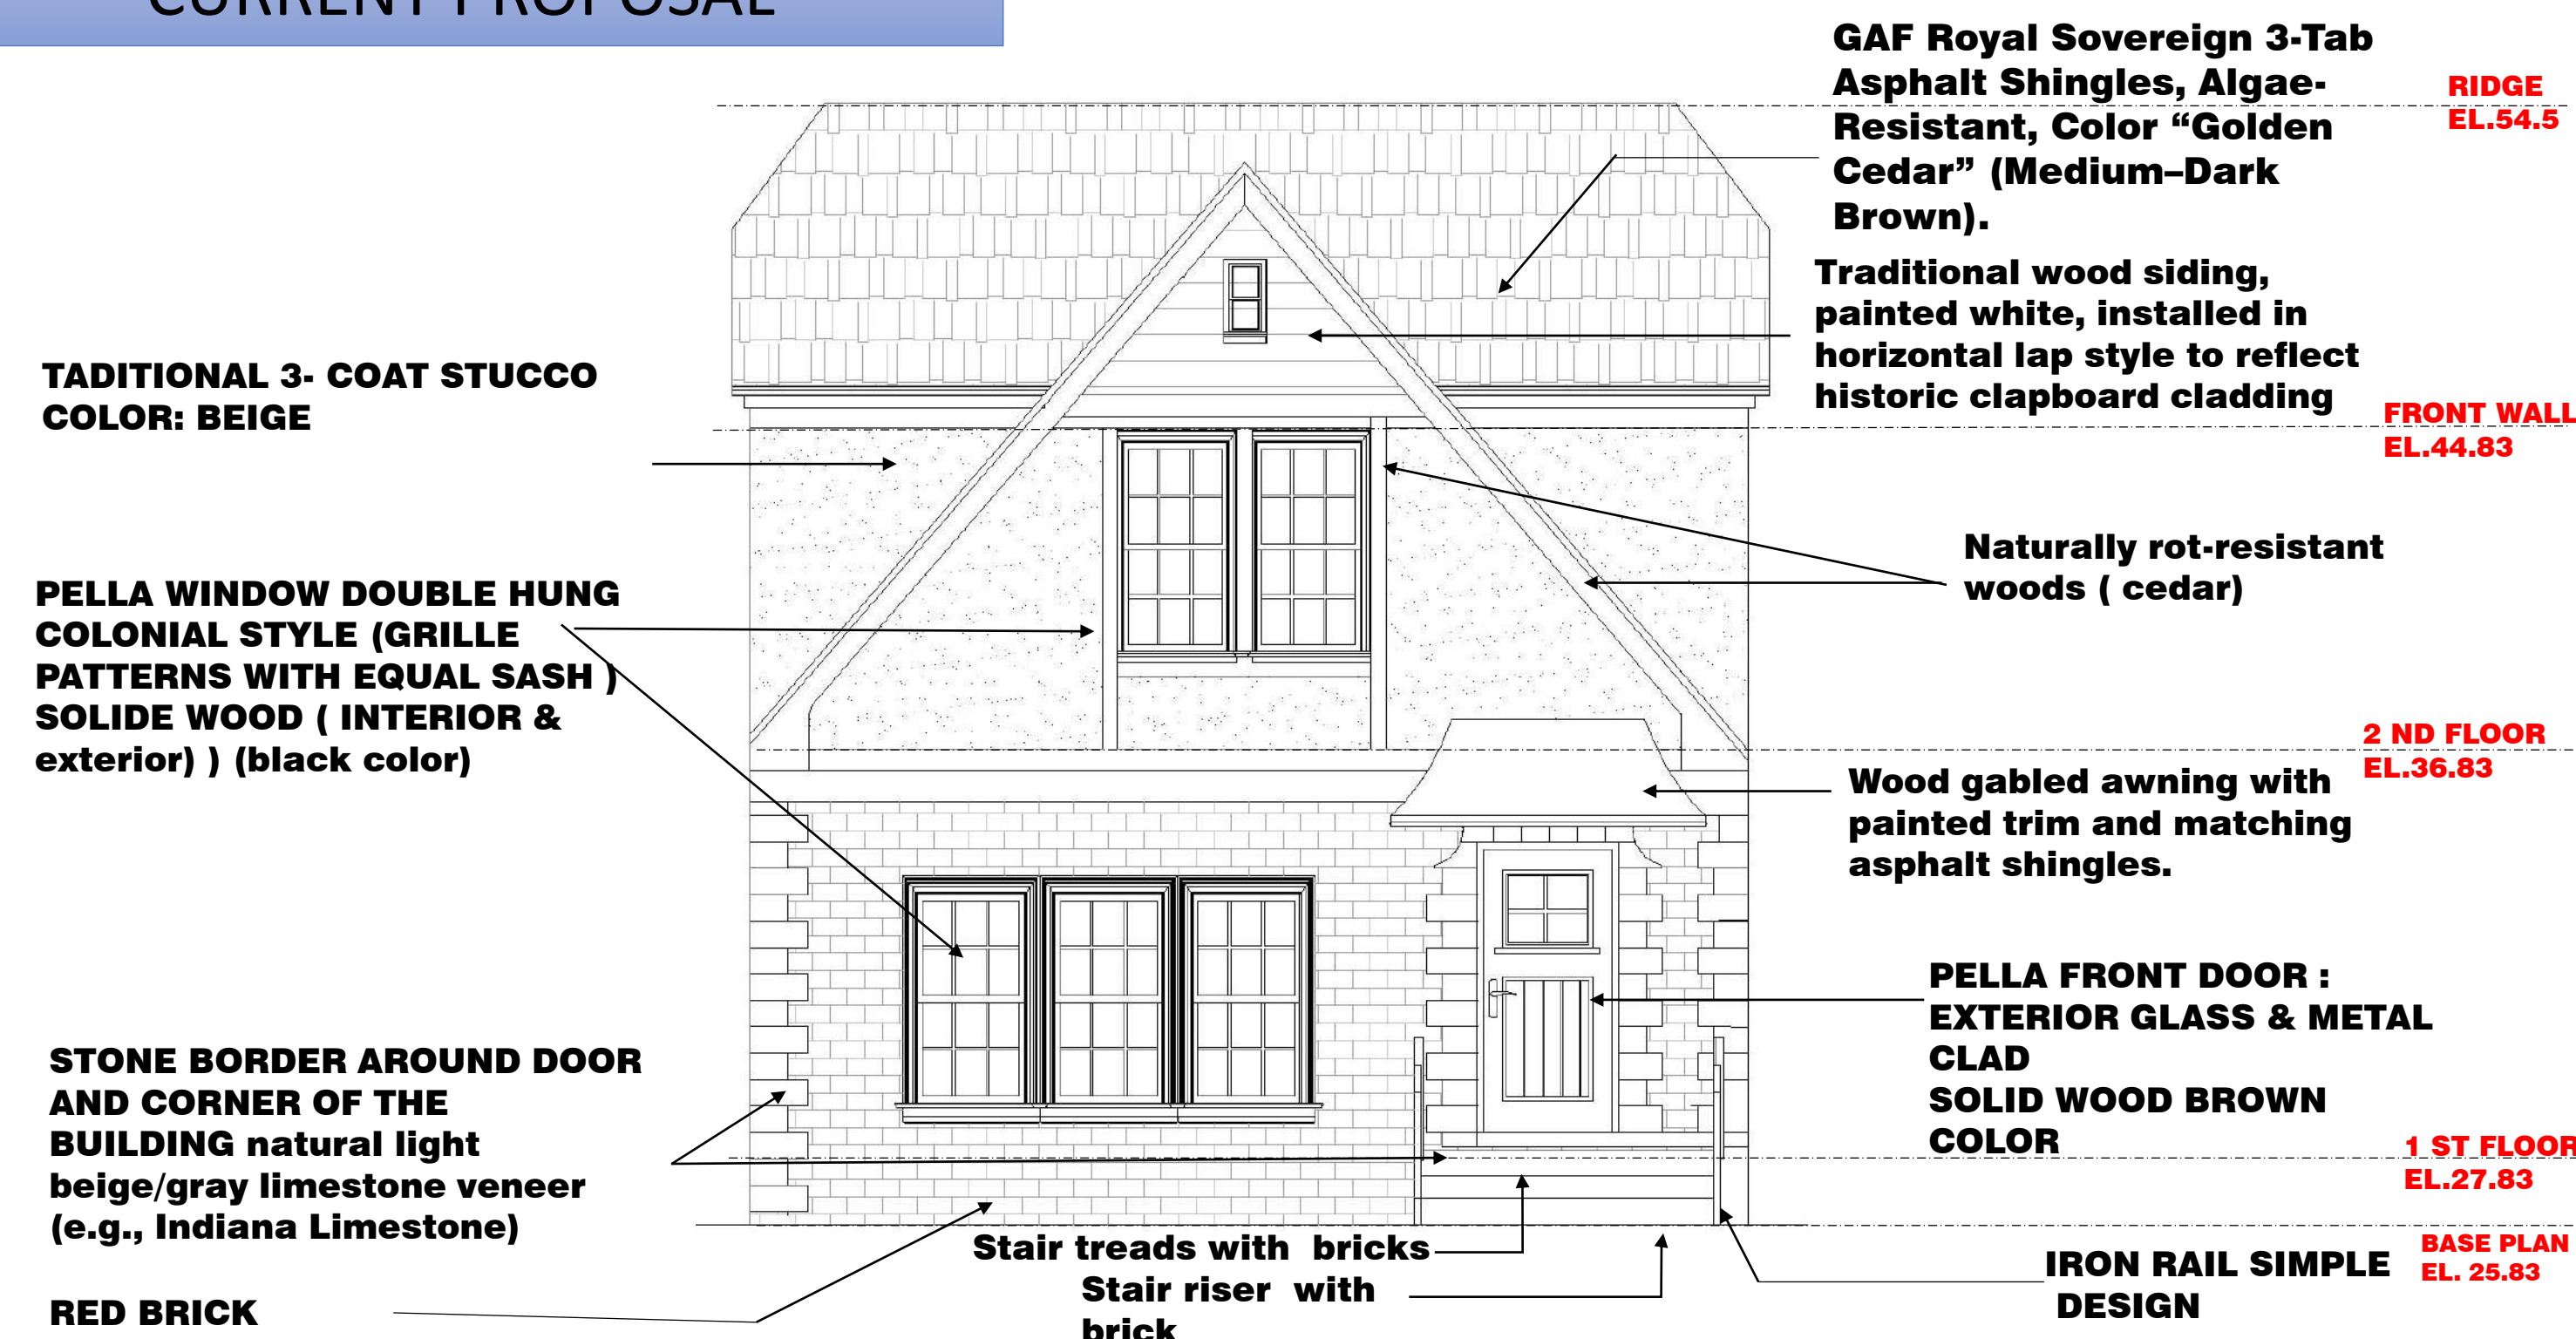 CURRENT PROPOSAL
GAF Royal Sovereign 3-Tab
Asphalt Shingles, Algae-
Resistant, Color “Golden
Cedar” (Medium–Dark
Brown).
RIDGE
EL.54.5
Traditional wood siding,
painted white, installed in
horizontal lap style to reflect
historic clapboard cladding
TADITIONAL 3- COAT STUCCO
COLOR: BEIGE
FRONT WALL
EL.44.83
Naturally rot-resistant
woods ( cedar)
PELLA WINDOW DOUBLE HUNG
COLONIAL STYLE (GRILLE
PATTERNS WITH EQUAL SASH )
SOLIDE WOOD ( INTERIOR &
exterior) ) (black color)
2 ND FLOOR
EL.36.83
Wood gabled awning with
painted trim and matching
asphalt shingles.
PELLA FRONT DOOR :
EXTERIOR GLASS & METAL
CLAD
SOLID WOOD BROWN
COLOR
STONE BORDER AROUND DOOR
AND CORNER OF THE
BUILDING natural light
beige/gray limestone veneer
(e.g., Indiana Limestone)
1 ST FLOOR
EL.27.83
Stair treads with bricks
Stair riser with
brick
IRON RAIL SIMPLE
DESIGN
BASE PLAN
EL. 25.83
RED BRICK